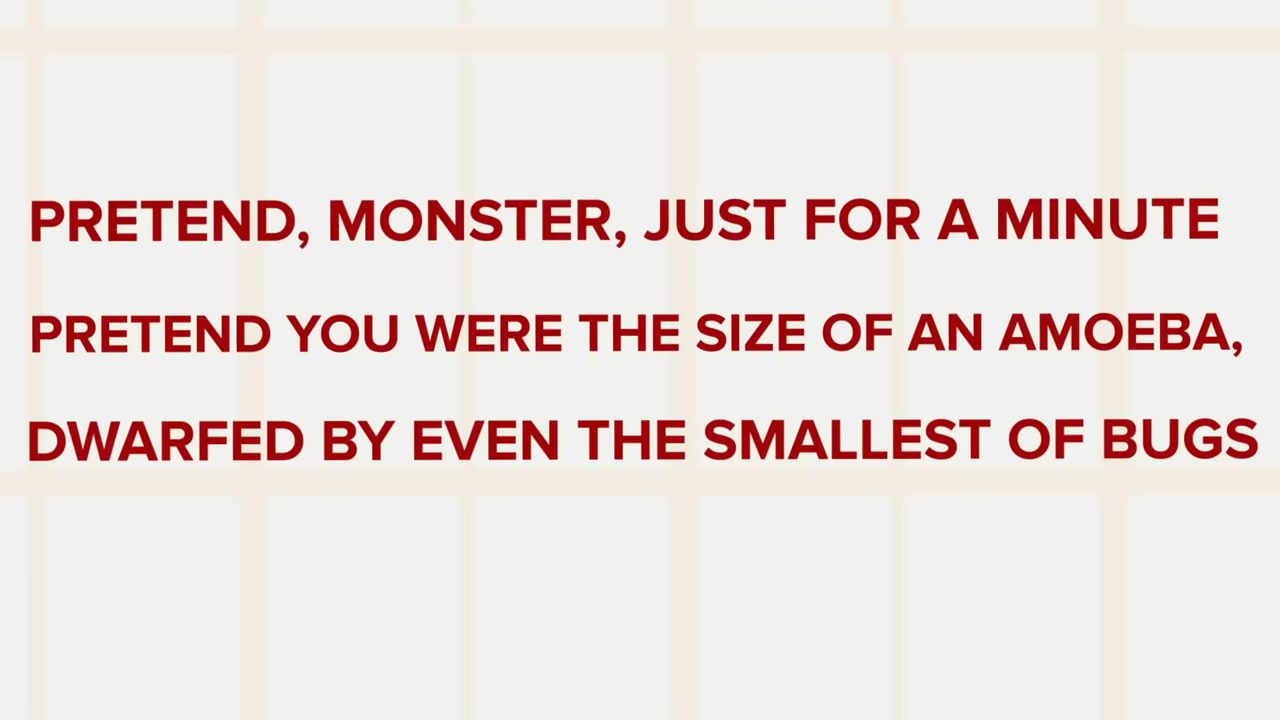 PRETEND, MONSTER, JUST FOR A MINUTE
PRETEND YOU WERE THE SIZE OF AN AMOEBA,
DWARFED BY EVEN THE SMALLEST OF BUGS